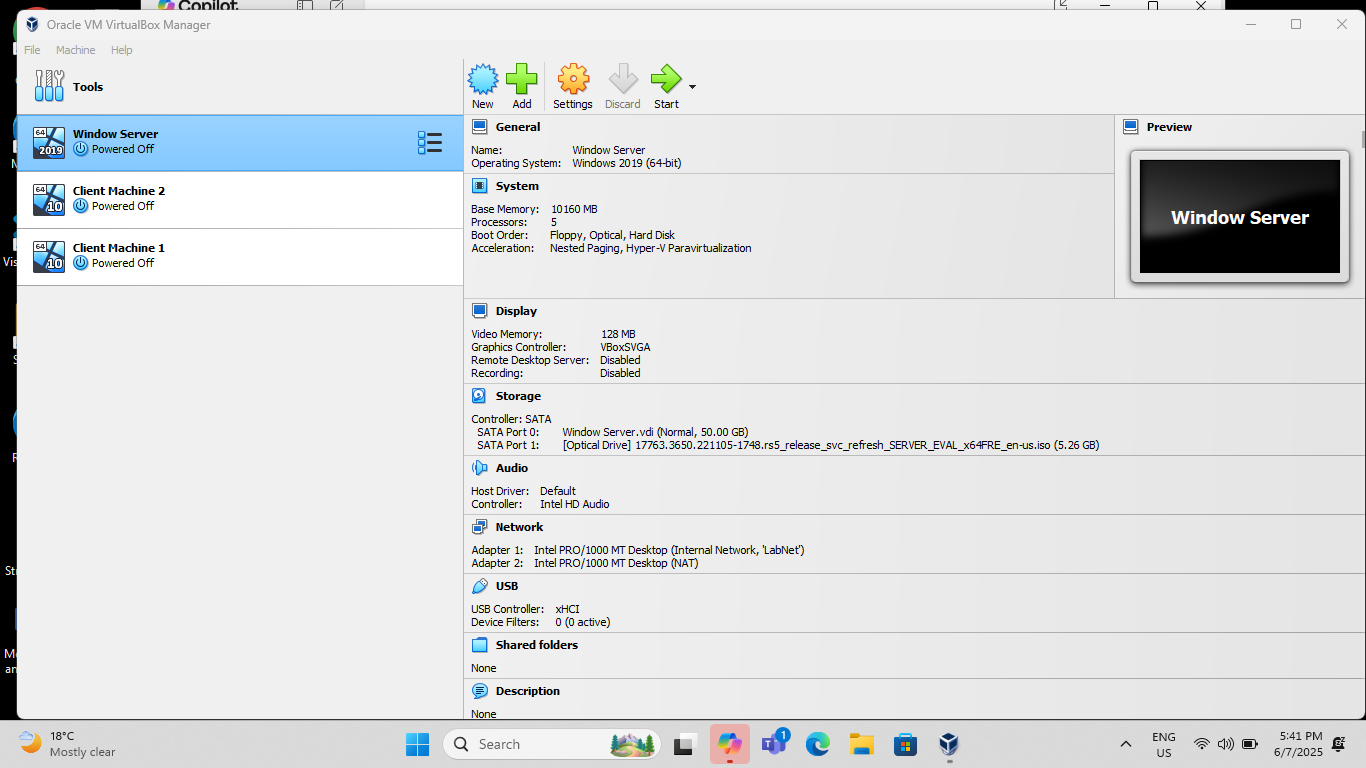 Copilot
Oracle VM VirtualBox Manager
File Machine Help
Tools
New Add Settings Discard Start
64
2019
Window Server
Powered Off
64
10
Client Machine 2
Powered Off
64
10
Client Machine 1
Powered Off
General
Name: Window Server
Operating System: Windows 2019 (64-bit)
System
Base Memory: 10160 MB
Processors: 5
Boot Order: Floppy, Optical, Hard Disk
Acceleration: Nested Paging, Hyper-V Paravirtualization
Preview
Window Server
Display
Video Memory: 128 MB
Graphics Controller: VBoxSVGA
Remote Desktop Server: Disabled
Recording: Disabled
Storage
Controller: SATA
SATA Port 0: Window Server.vdi (Normal, 50.00 GB)
SATA Port 1: [Optical Drive] 17763.3650.221105-1748.rs5_release_svc_refresh_SERVER_EVAL_x64FRE_en-us.iso (5.26 GB)
Audio
Host Driver: Default
Controller: Intel HD Audio
Network
Adapter 1: Intel PRO/1000 MT Desktop (Internal Network, 'LabNet')
Adapter 2: Intel PRO/1000 MT Desktop (NAT)
USB
USB Controller: xHCI
Device Filters: 0 (0 active)
Shared folders
None
Description
None
18°C
Mostly clear
Search
1
ENG
US
5:41 PM
6/7/2025